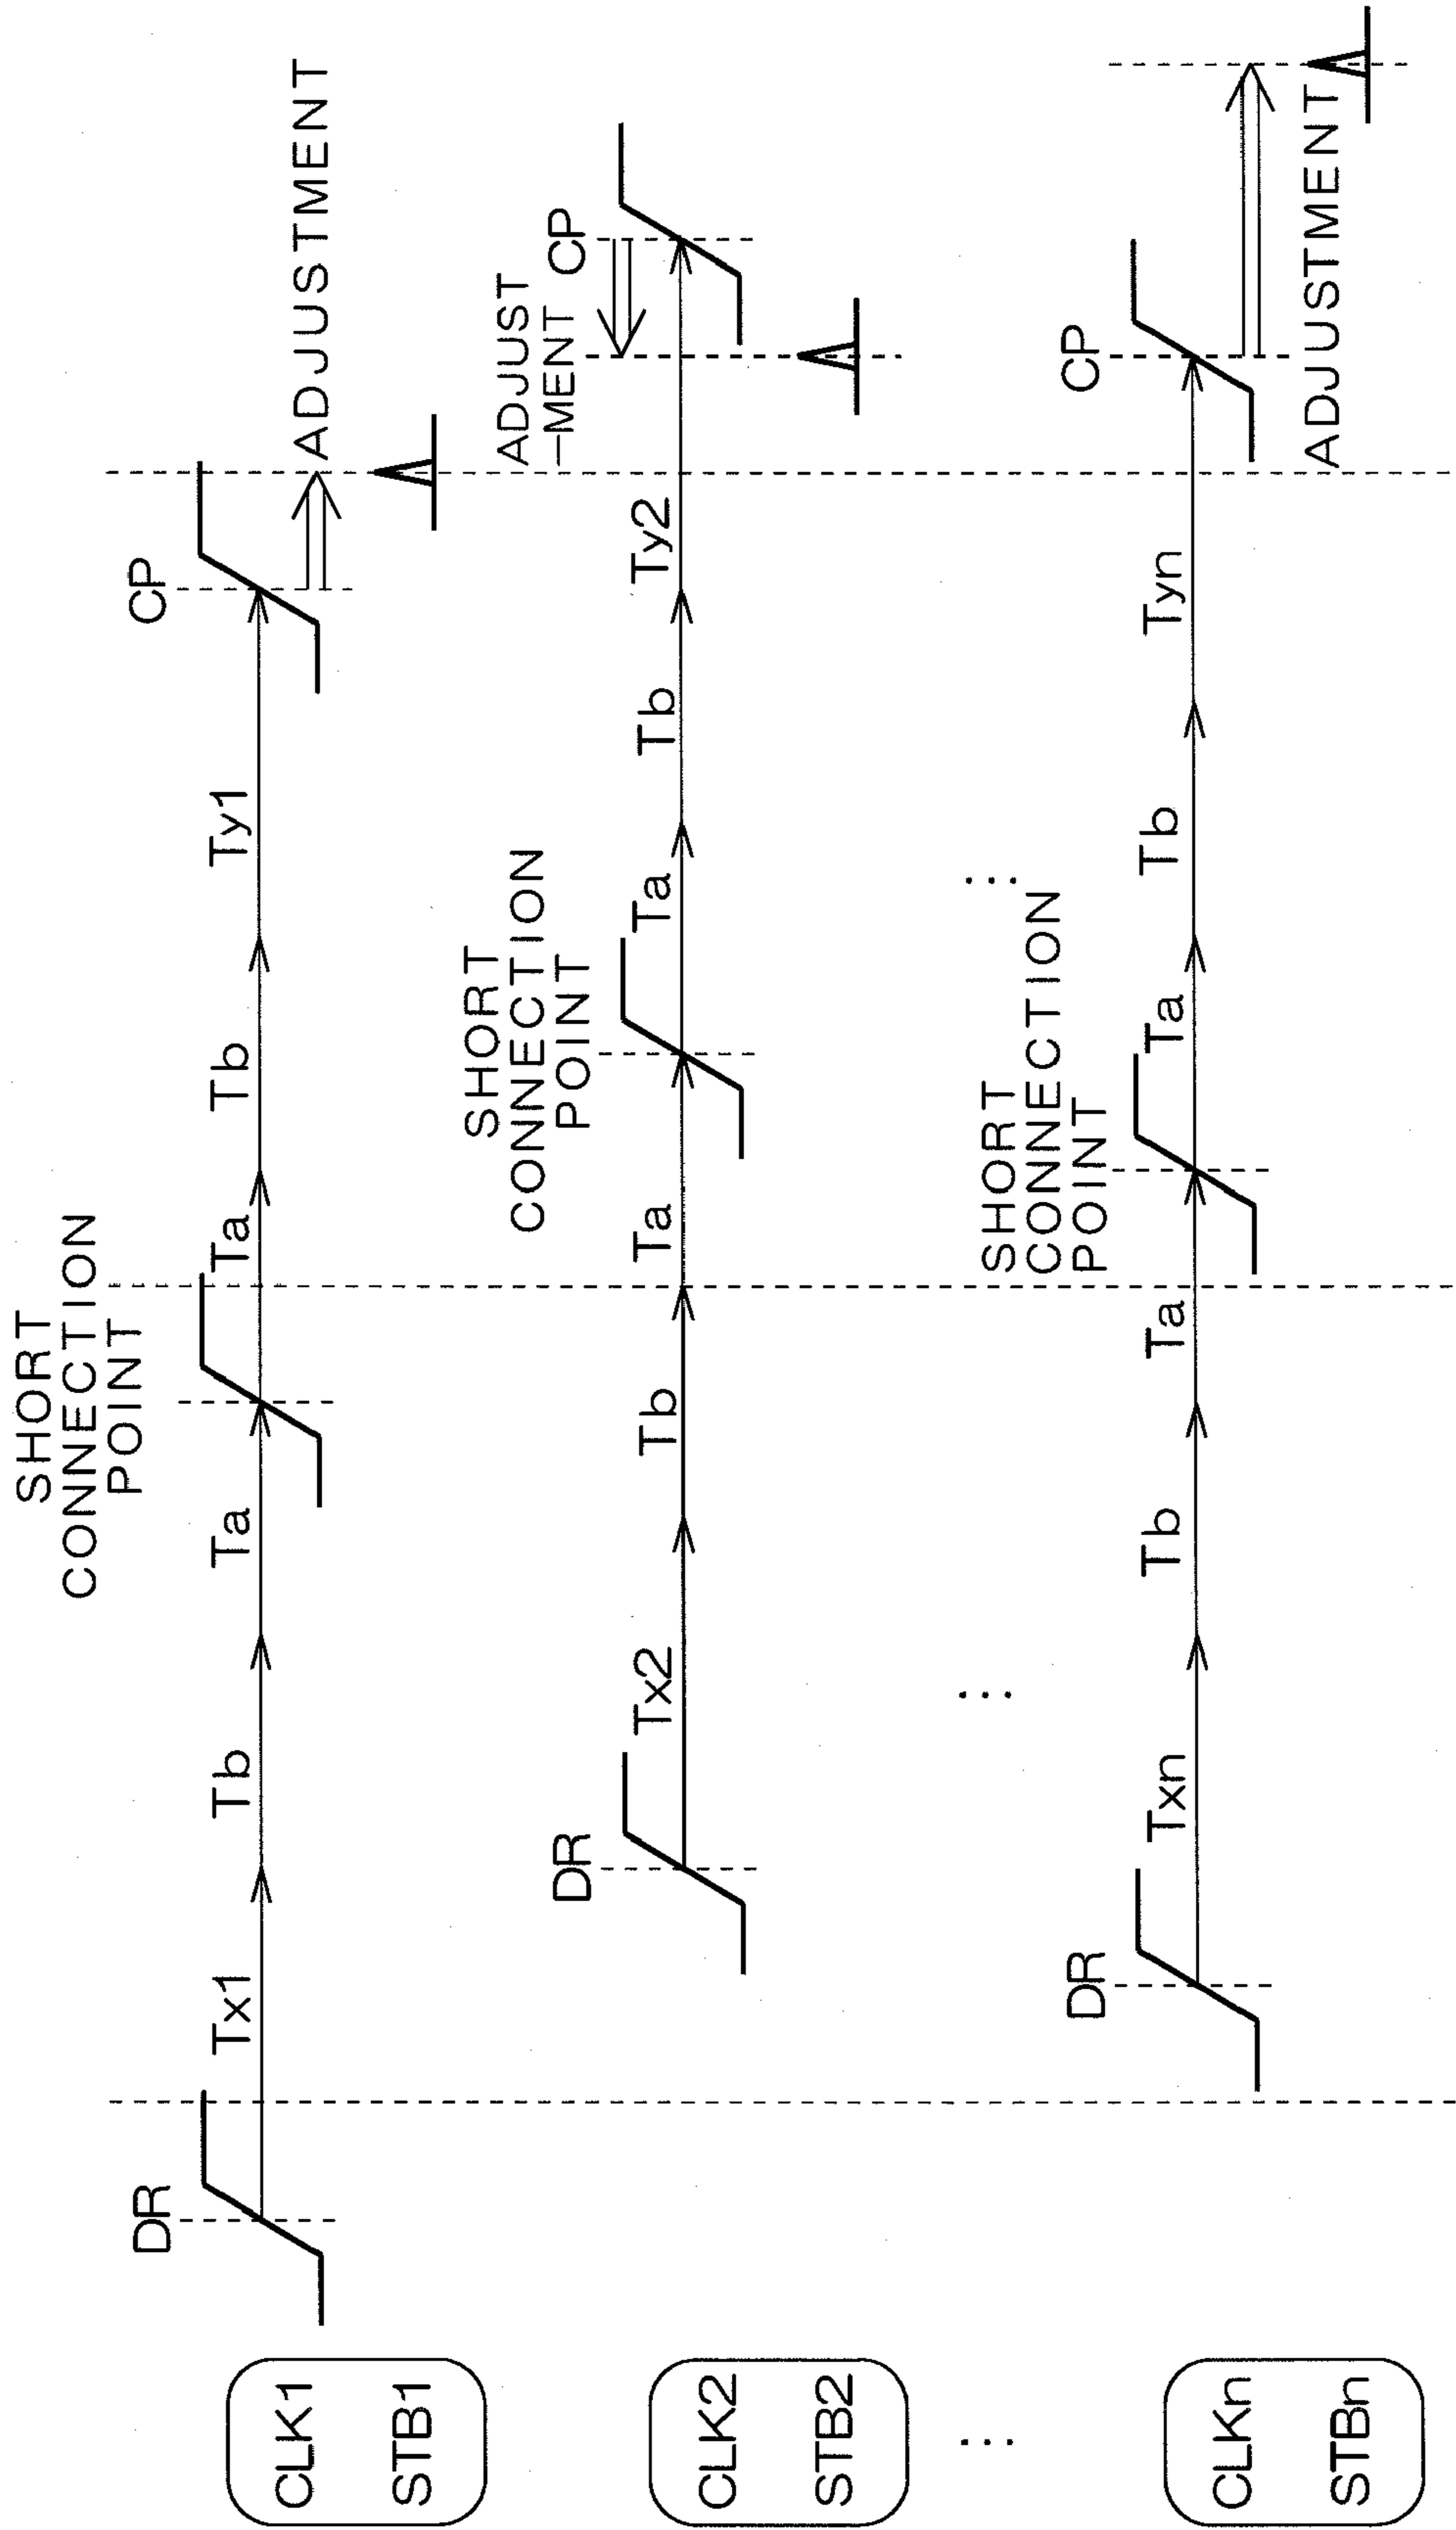 CLK1
STB1
DR
Tx1
Tb
Ta
SHORT
CONNECTION
POINT
Ta
Tb
Ty1
CP
ADJUSTMENT
CLK2
STB2
DR
Tx2
Tb
Ta
SHORT
CONNECTION
POINT
Ta
Tb
Ty2
ADJUST
-MENT
CP
...
...
...
CLKn
STBn
DR
Txn
Tb
Ta
SHORT
CONNECTION
POINT
Ta
Tb
Tyn
CP
ADJUSTMENT